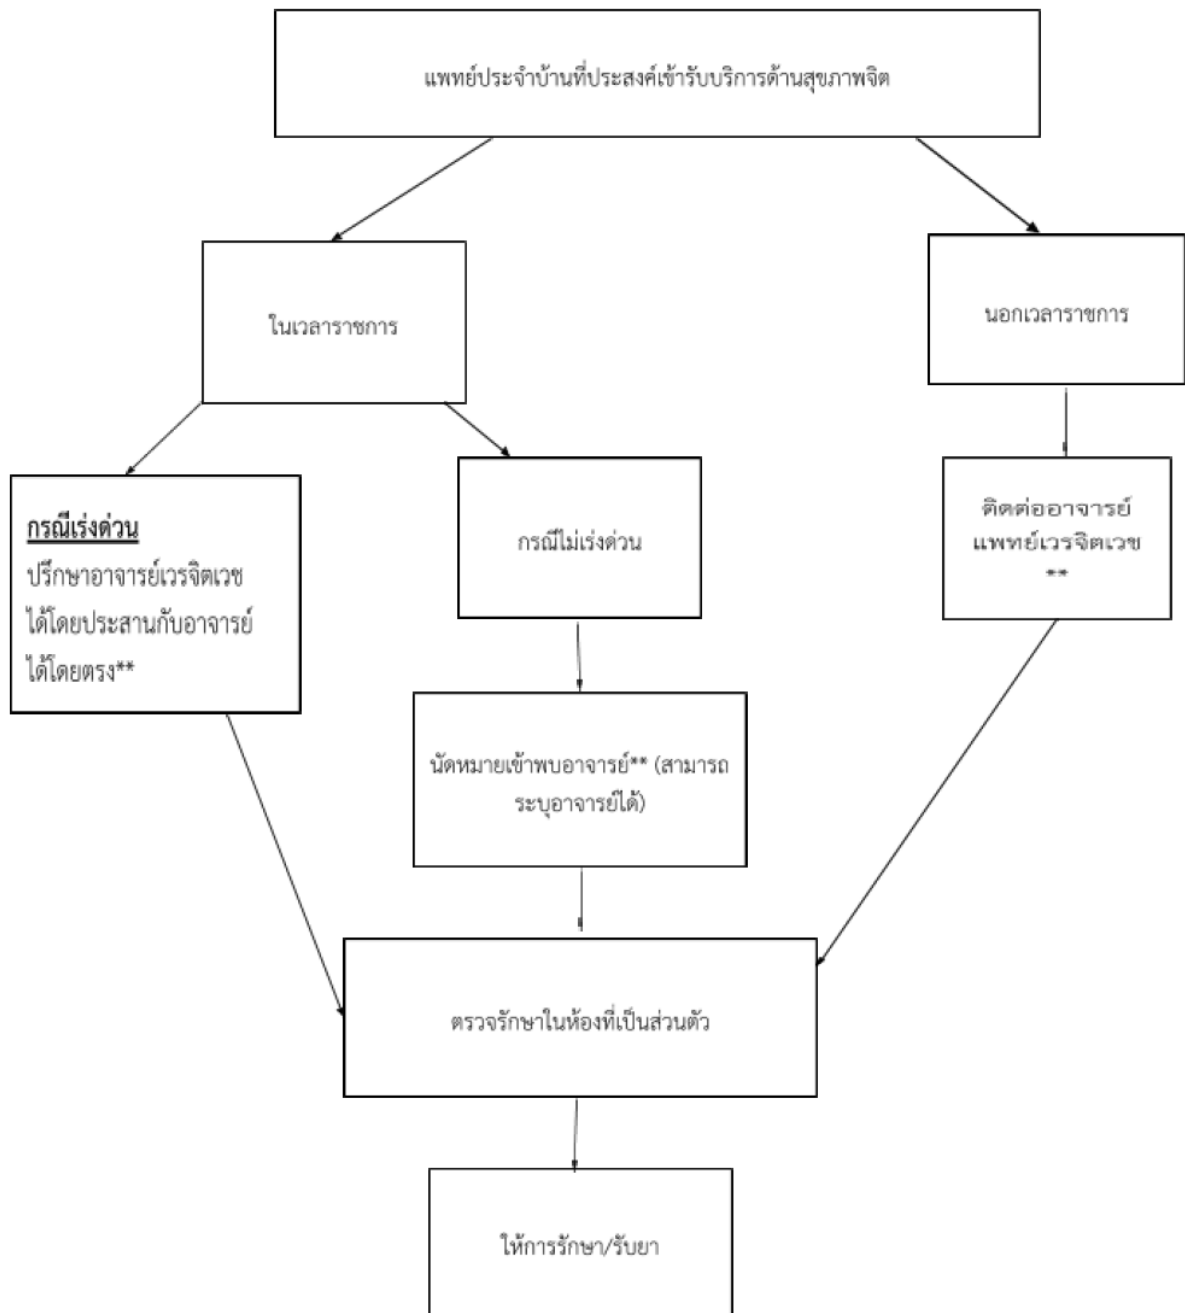 แพทย์ประจำบ้านที่ประสงค์เข้ารับบริการด้านสุขภาพจิต
ในเวลาราชการ
นอกเวลาราชการ
กรณีเร่งด่วน
ปรึกษาอาจารย์เวรจิตเวช
ได้โดยประสานกับอาจารย์
ได้โดยตรง**
กรณีไม่เร่งด่วน
ติดต่ออาจารย์
แพทย์เวรจิตเวช
**
นัดหมายเข้าพบอาจารย์** (สามารถ
ระบุอาจารย์ได้)
ตรวจรักษาในห้องที่เป็นส่วนตัว
ให้การรักษา/รับยา